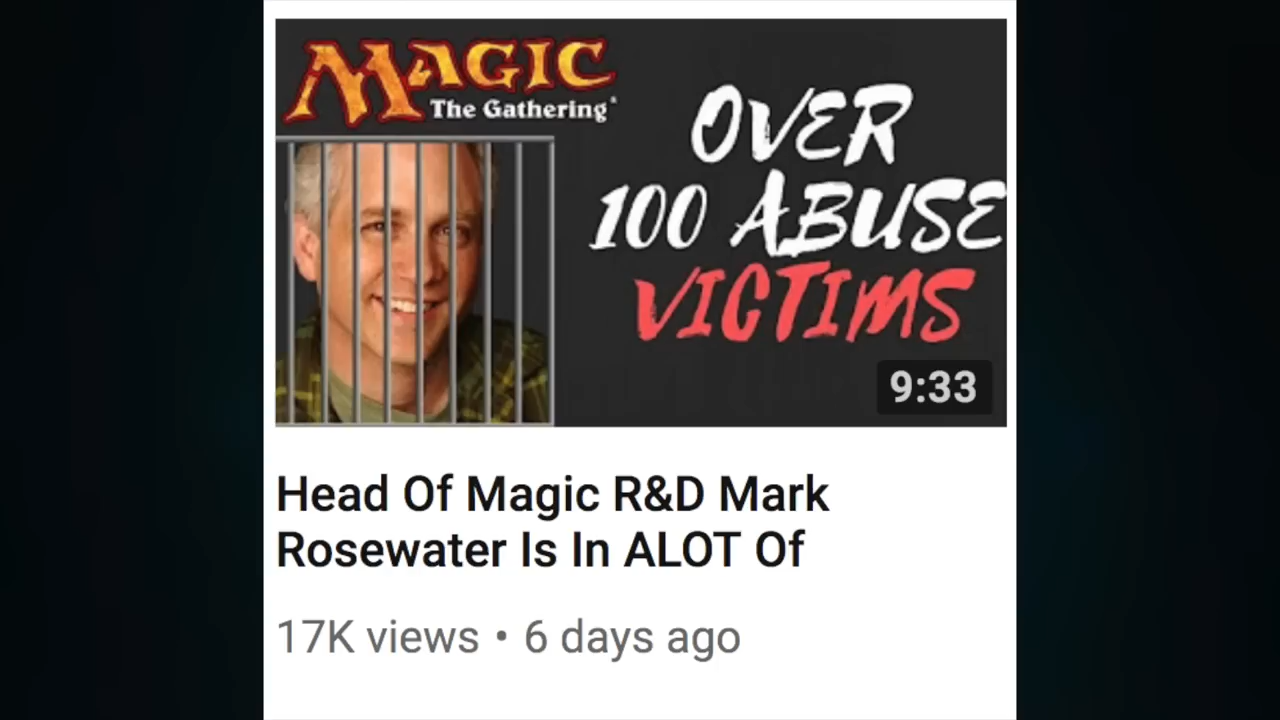 MAGIC
The Gathering®
OVER
100 ABUSE
VICTIMS
9:33
Head Of Magic R&D Mark
Rosewater Is In ALOT Of
17K views • 6 days ago